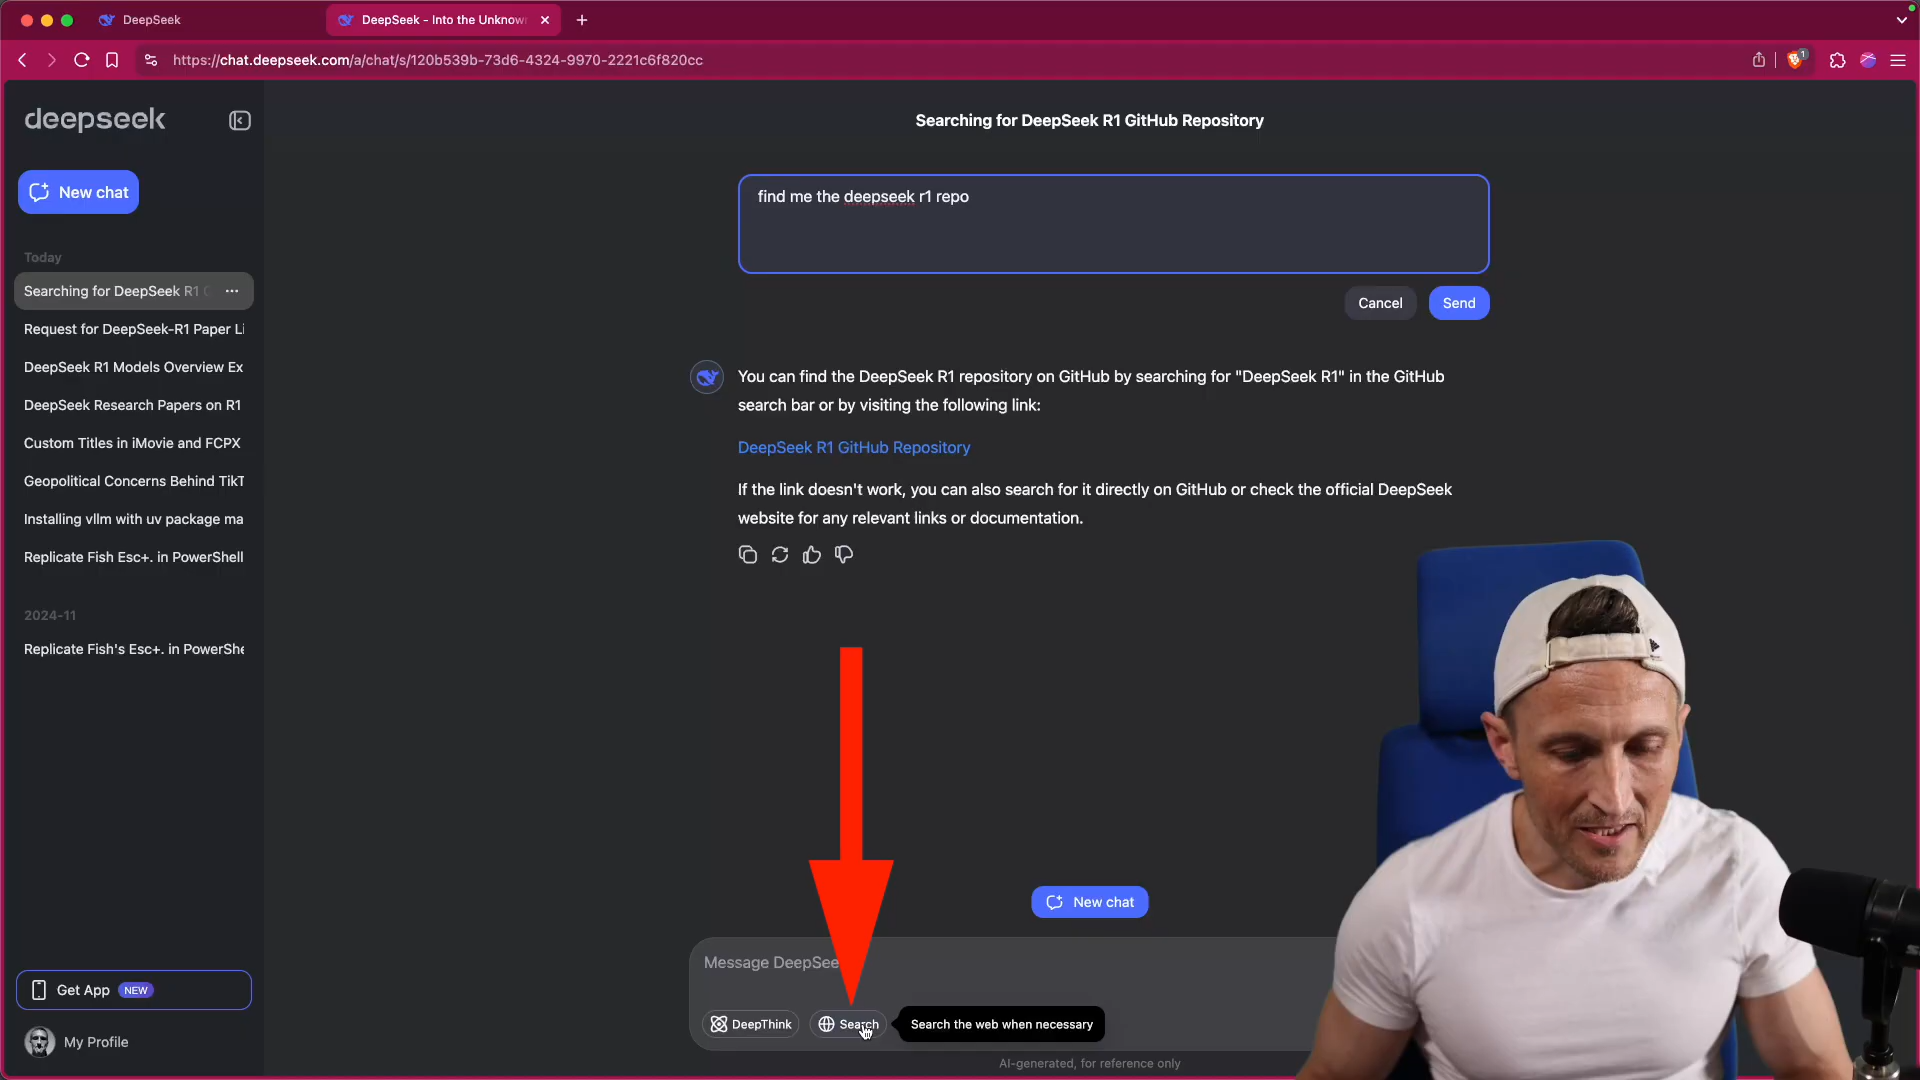 DeepSeek
DeepSeek - Into the Unknown
https://chat.deepseek.com/a/chat/s/120b539b-73d6-4324-9970-2221c6f820cc
1
deepseek
New chat
Today
Searching for DeepSeek R1 G
Request for DeepSeek-R1 Paper Li
DeepSeek R1 Models Overview Ex
DeepSeek Research Papers on R1
Custom Titles in iMovie and FCPX
Geopolitical Concerns Behind TikT
Installing vllm with uv package ma
Replicate Fish Esc+. in PowerShell
2024-11
Replicate Fish's Esc+. in PowerShe
Get App NEW
My Profile
Searching for DeepSeek R1 GitHub Repository
find me the deepseek r1 repo
Cancel
Send
You can find the DeepSeek R1 repository on GitHub by searching for "DeepSeek R1" in the GitHub
search bar or by visiting the following link:
DeepSeek R1 GitHub Repository
If the link doesn't work, you can also search for it directly on GitHub or check the official DeepSeek
website for any relevant links or documentation.
New chat
Message DeepSee
DeepThink
Search
Search the web when necessary
AI-generated, for reference only